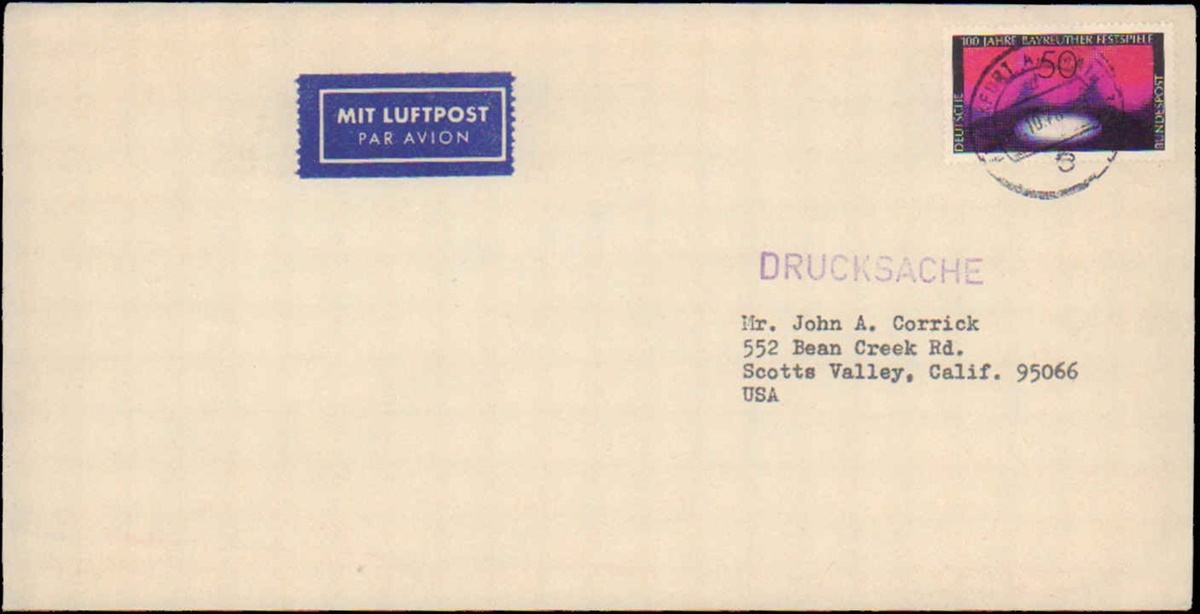 MIT LUFTPOST
PAR AVION
100 JAHRE BAYREUTHER FESTSPIELE
50
DEUTSCHE
BUNDESPOST
DRUCKSACHE
Mr. John A. Corrick
552 Bean Creek Rd.
Scotts Valley, Calif. 95066
USA